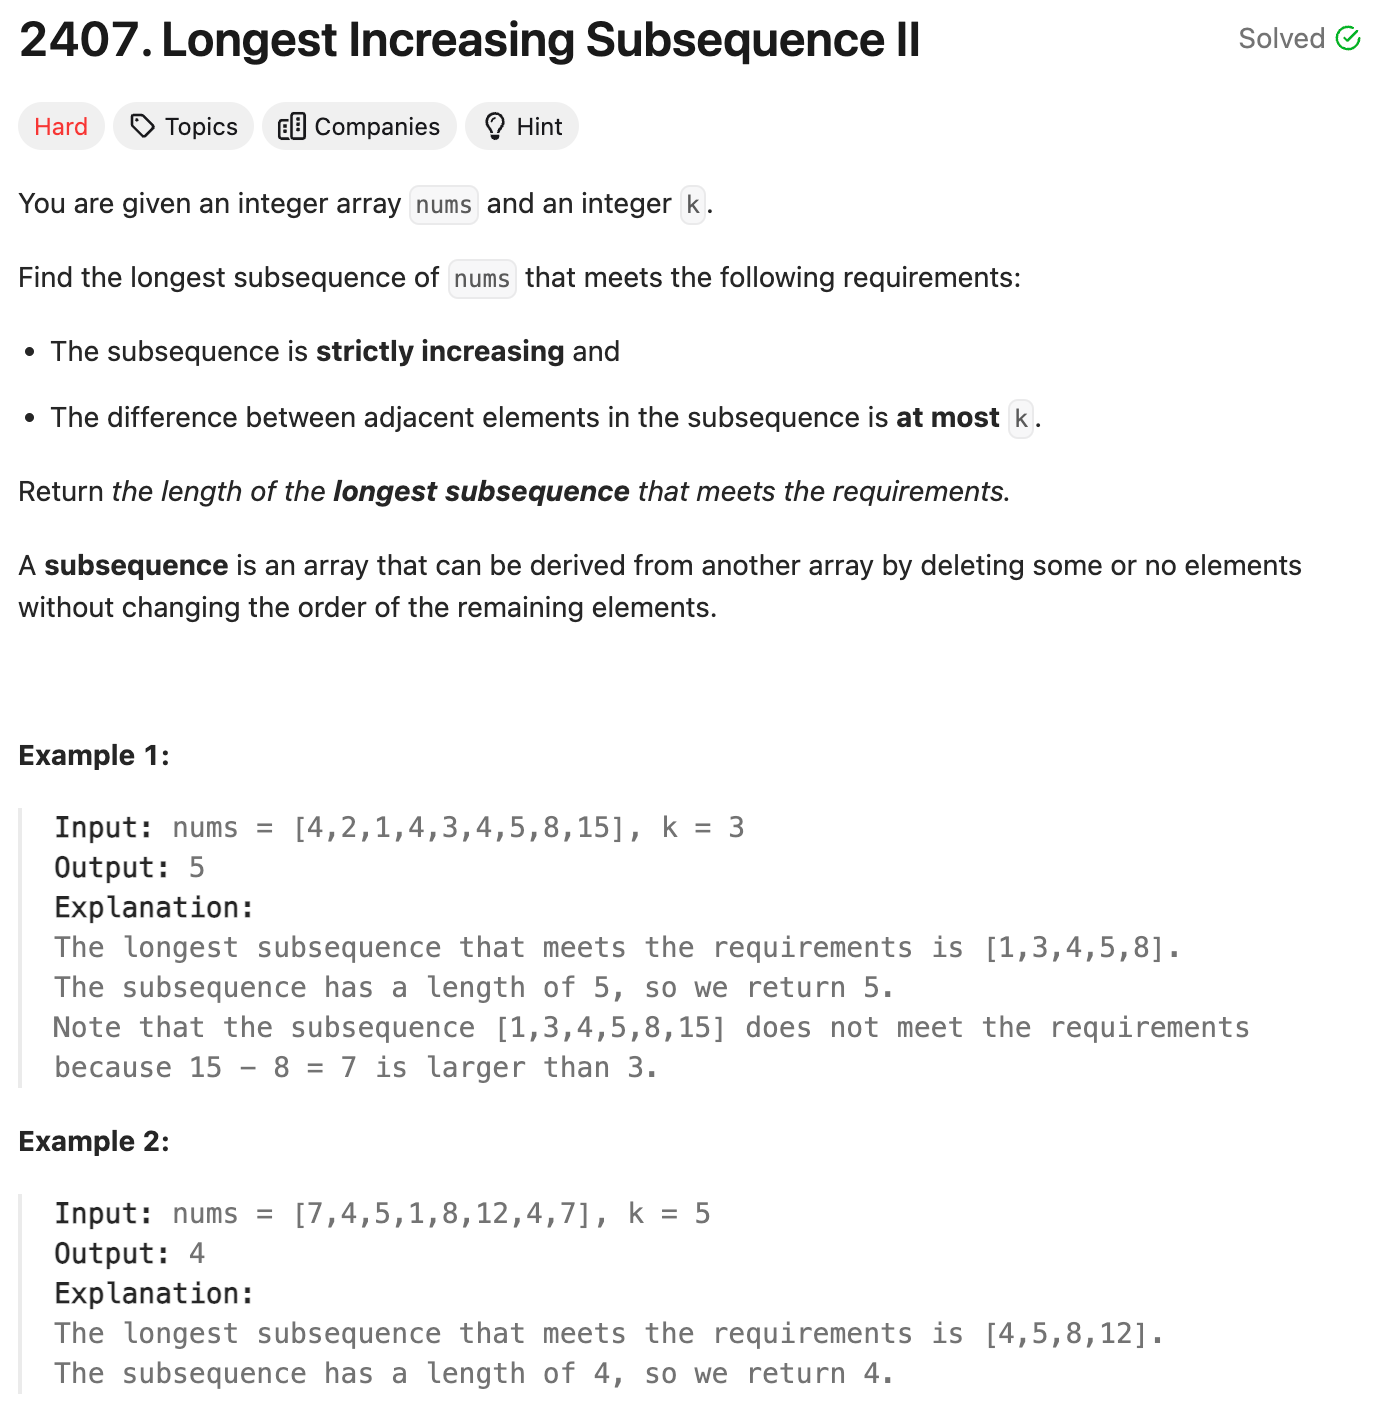 2407. Longest Increasing Subsequence II
Solved
Hard
Topics
Companies
Hint
You are given an integer array nums and an integer k.
Find the longest subsequence of nums that meets the following requirements:
• The subsequence is strictly increasing and
• The difference between adjacent elements in the subsequence is at most k.
Return the length of the longest subsequence that meets the requirements.
A subsequence is an array that can be derived from another array by deleting some or no elements
without changing the order of the remaining elements.
Example 1:
Input: nums = [4,2,1,4,3,4,5,8,15], k = 3
Output: 5
Explanation:
The longest subsequence that meets the requirements is [1,3,4,5,8].
The subsequence has a length of 5, so we return 5.
Note that the subsequence [1,3,4,5,8,15] does not meet the requirements
because 15 – 8 = 7 is larger than 3.
Example 2:
Input: nums = [7,4,5,1,8,12,4,7], k = 5
Output: 4
Explanation:
The longest subsequence that meets the requirements is [4,5,8,12].
The subsequence has a length of 4, so we return 4.